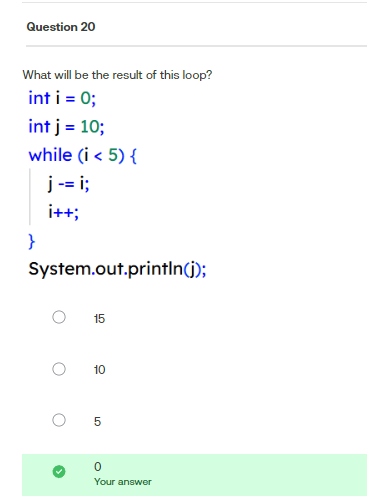 Question 20
What will be the result of this loop?
int i = 0;
int j = 10;
while (i < 5) {
j -= i;
i++;
}
System.out.println(j);
15
10
5
0
Your answer